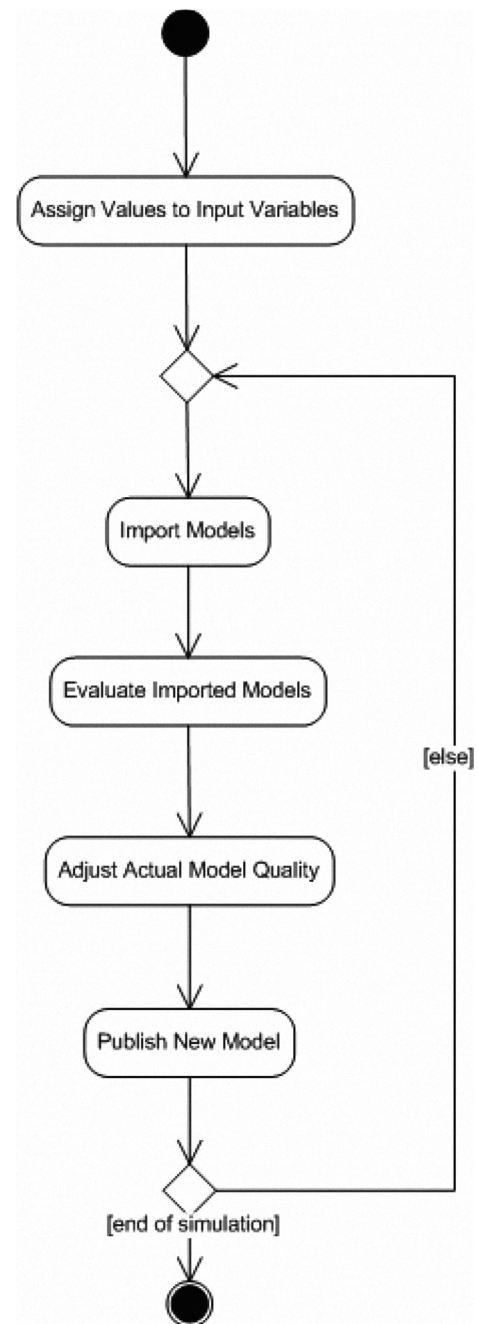 Assign Values to Input Variables
Import Models
Evaluate Imported Models
[else]
Adjust Actual Model Quality
Publish New Model
[end of simulation]